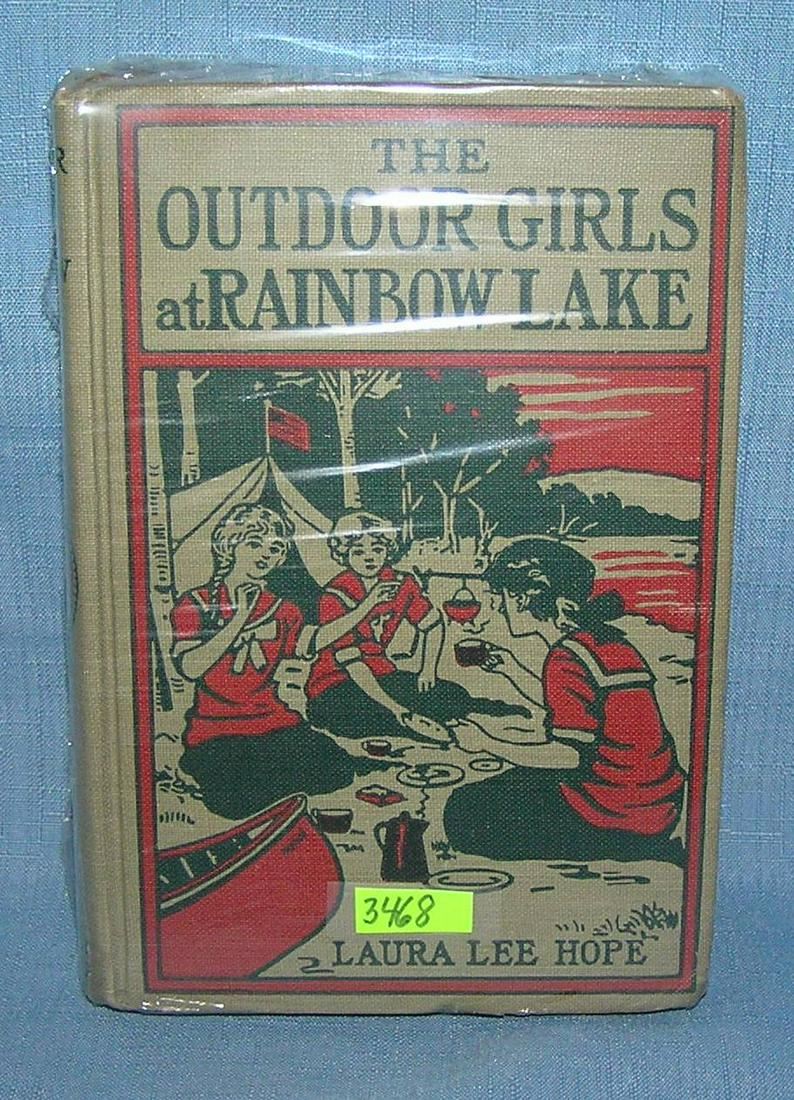 THE
OUTDOOR GIRLS
at RAINBOW LAKE
3468
LAURA LEE HOPE